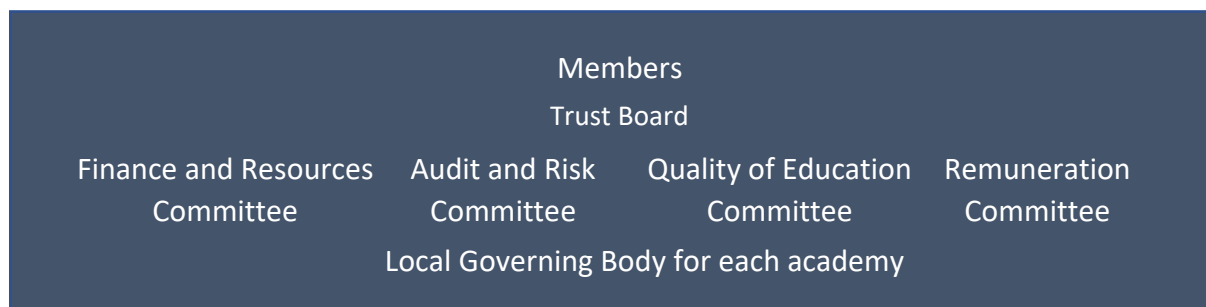 Members
Trust Board
Finance and Resources Committee
Audit and Risk Committee
Quality of Education Committee
Remuneration Committee
Local Governing Body for each academy